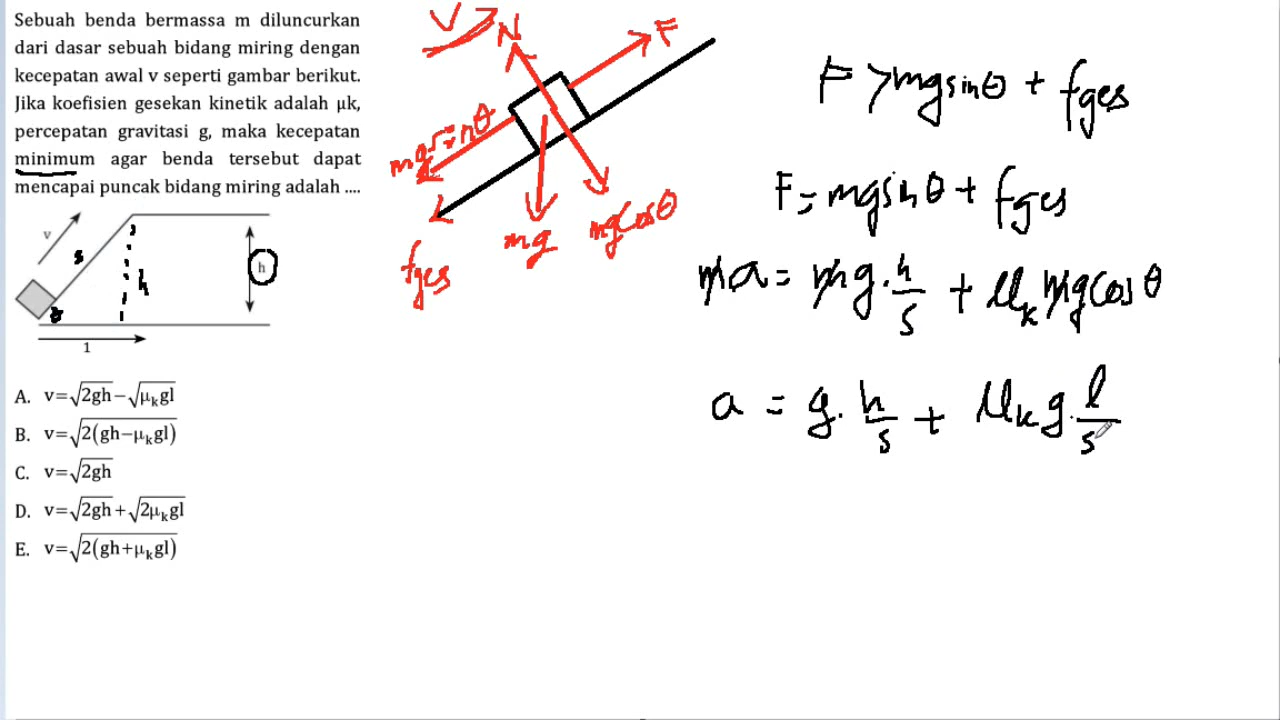 Sebuah benda bermassa m diluncurkan
dari dasar sebuah bidang miring dengan
kecepatan awal v seperti gambar berikut.
Jika koefisien gesekan kinetik adalah μk,
percepatan gravitasi g, maka kecepatan
minimum agar benda tersebut dapat
mencapai puncak bidang miring adalah ....
v
s
h
h
θ
1
A. v=√2gh−√μₖgl
B. v=√2(gh−μₖgl)
C. v=√2gh
D. v=√2gh+√2μₖgl
E. v=√2(gh+μₖgl)
V
N
F
mg sin θ
mg
mg Cos θ
fges
F > mg sin θ + fges
F = mg sin θ + fges
ma = mg . h/s + μₖ mg Cos θ
a = g . h/s + μₖ g . l/s